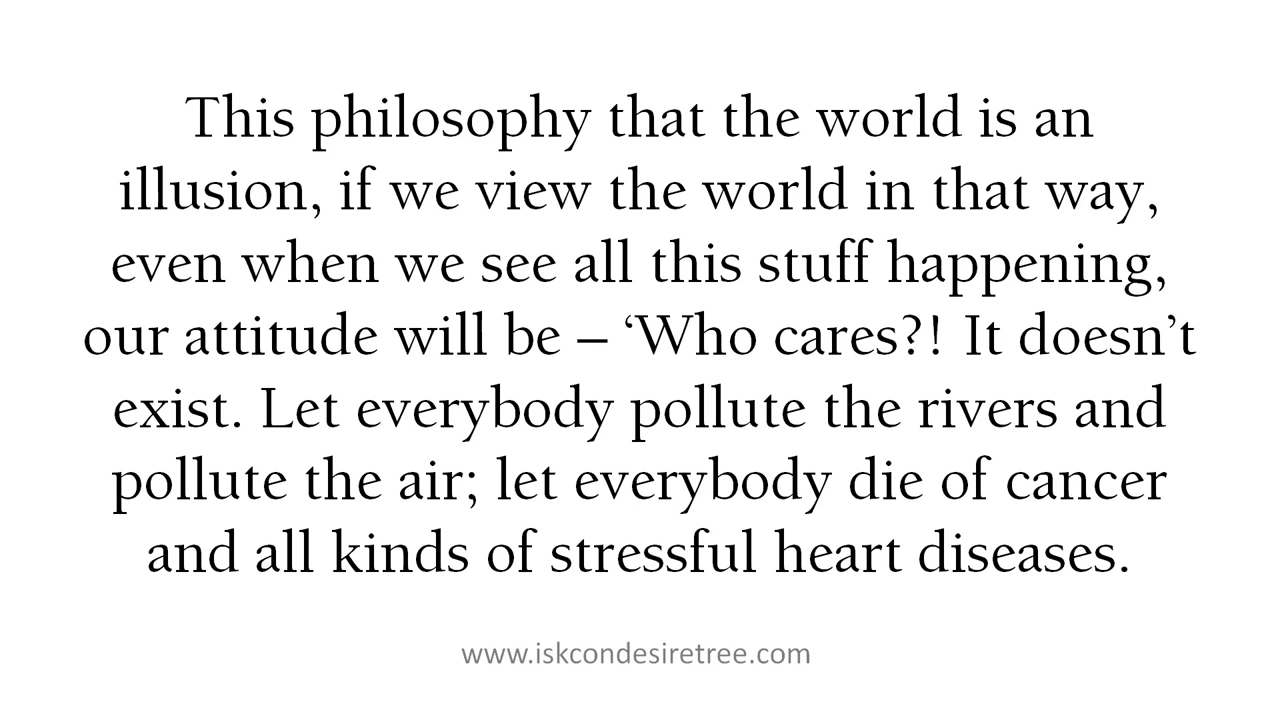 This philosophy that the world is an
illusion, if we view the world in that way,
even when we see all this stuff happening,
our attitude will be – ‘Who cares?! It doesn’t
exist. Let everybody pollute the rivers and
pollute the air; let everybody die of cancer
and all kinds of stressful heart diseases.
www.iskcondesiretree.com